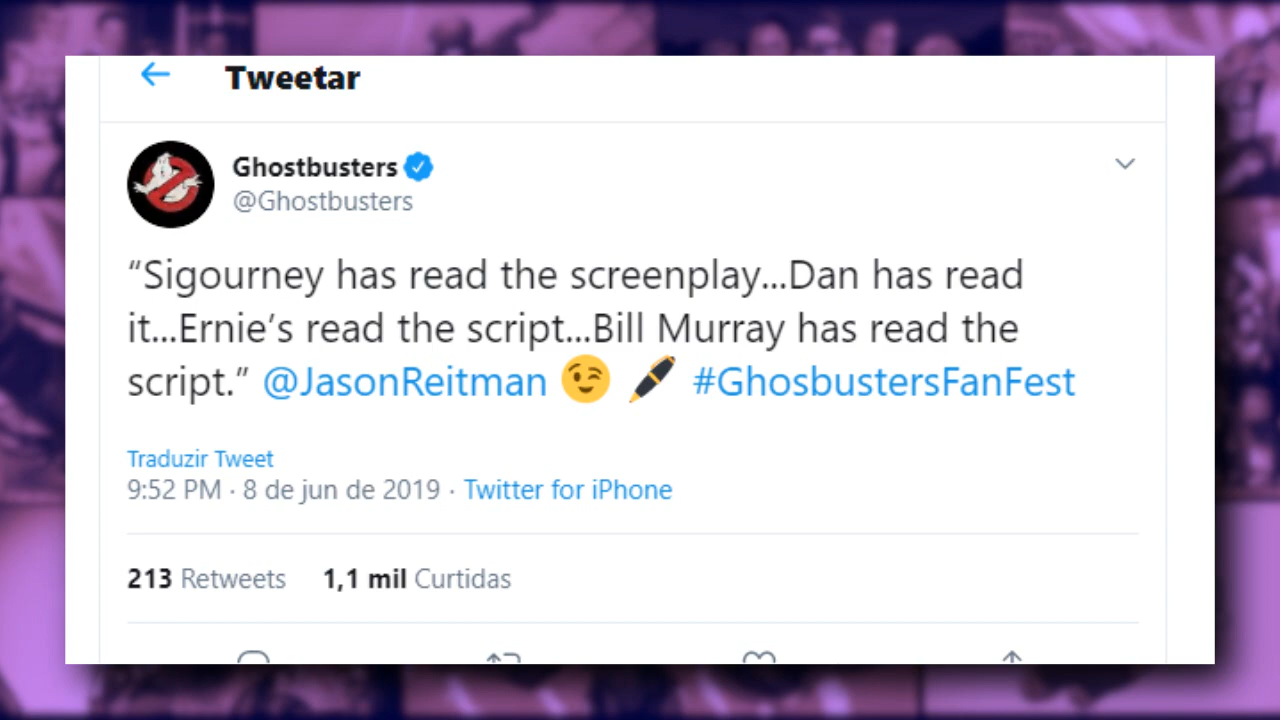 Tweetar
Ghostbusters
@Ghostbusters
“Sigourney has read the screenplay...Dan has read
it...Ernie’s read the script...Bill Murray has read the
script.” @JasonReitman 😉 🖋️ #GhosbustersFanFest
Traduzir Tweet
9:52 PM · 8 de jun de 2019 · Twitter for iPhone
213 Retweets 1,1 mil Curtidas